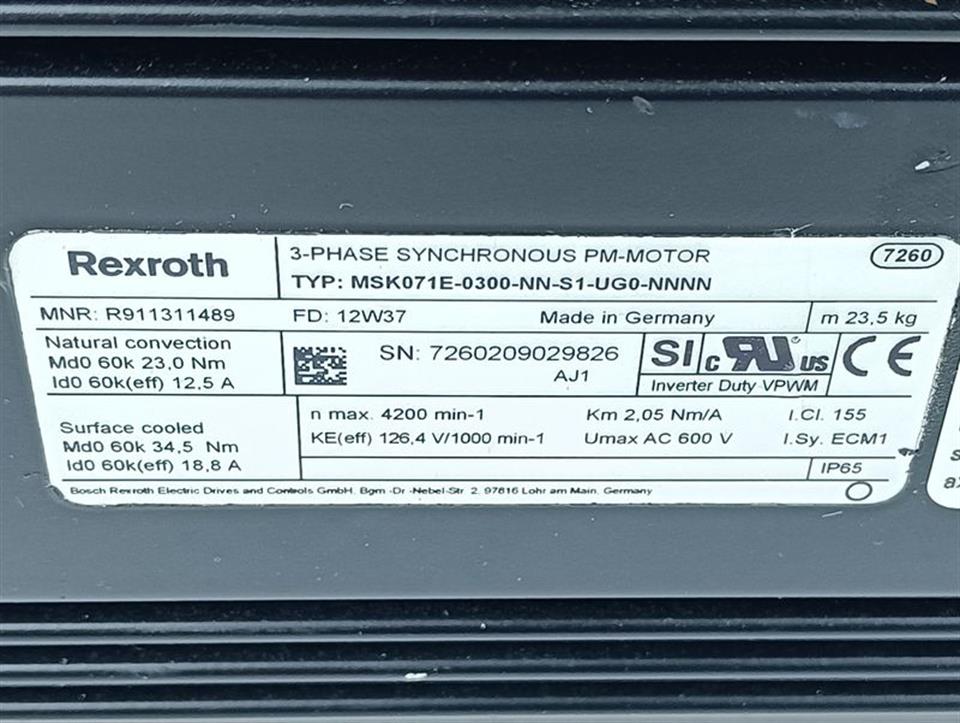 Rexroth
3-PHASE SYNCHRONOUS PM-MOTOR
7260
TYP: MSK071E-0300-NN-S1-UG0-NNNN
MNR: R911311489
FD: 12W37
Made in Germany
m 23,5 kg
Natural convection
Md0 60k 23,0 Nm
Id0 60k(eff) 12,5 A
SN: 7260209029826
AJ1
SI
c RU ® US
CE
Inverter Duty VPWM
Surface cooled
Md0 60k 34,5 Nm
Id0 60k(eff) 18,8 A
n max. 4200 min-1
Km 2,05 Nm/A
I.Cl. 155
KE(eff) 126,4 V/1000 min-1
Umax AC 600 V
I.Sy. ECM1
IP65
Bosch Rexroth Electric Drives and Controls GmbH. Bgm.-Dr.-Nebel-Str. 2. 97816 Lohr am Main, Germany